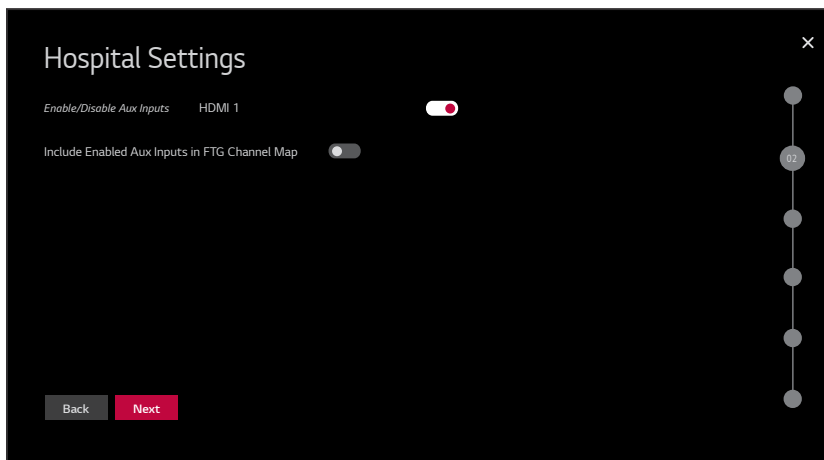 Hospital Settings
Enable/Disable Aux Inputs HDMI 1
Include Enabled Aux Inputs in FTG Channel Map
02
Back Next